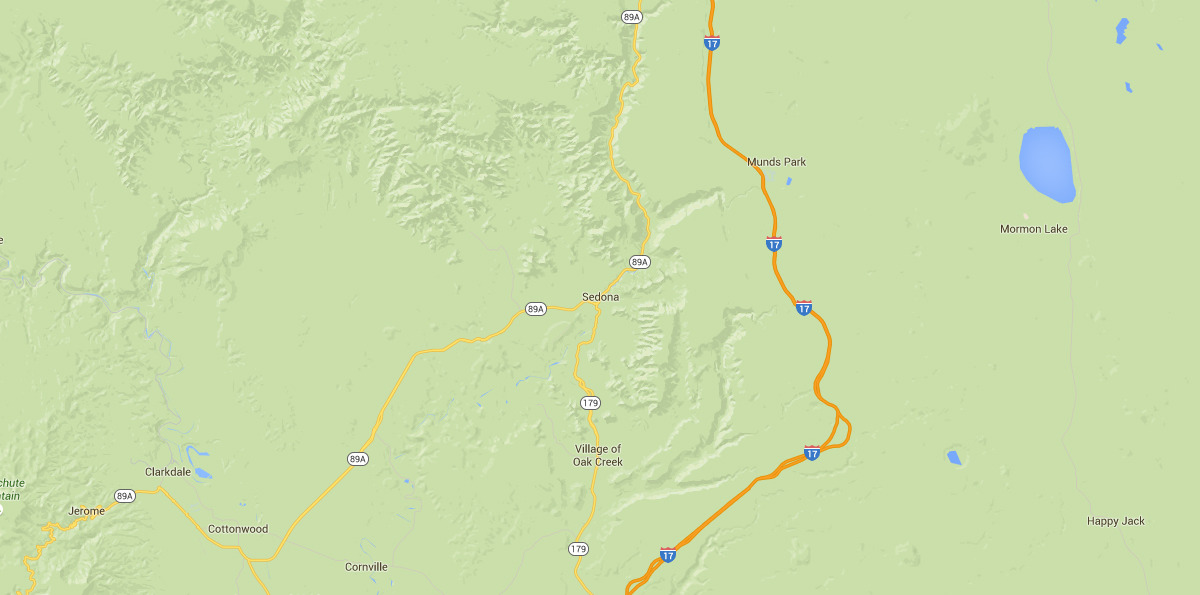 89A
17
Munds Park
Mormon Lake
17
89A
Sedona
89A
17
179
Village of
Oak Creek
17
89A
Clarkdale
89A
Jerome
Cottonwood
Happy Jack
179
17
Cornville